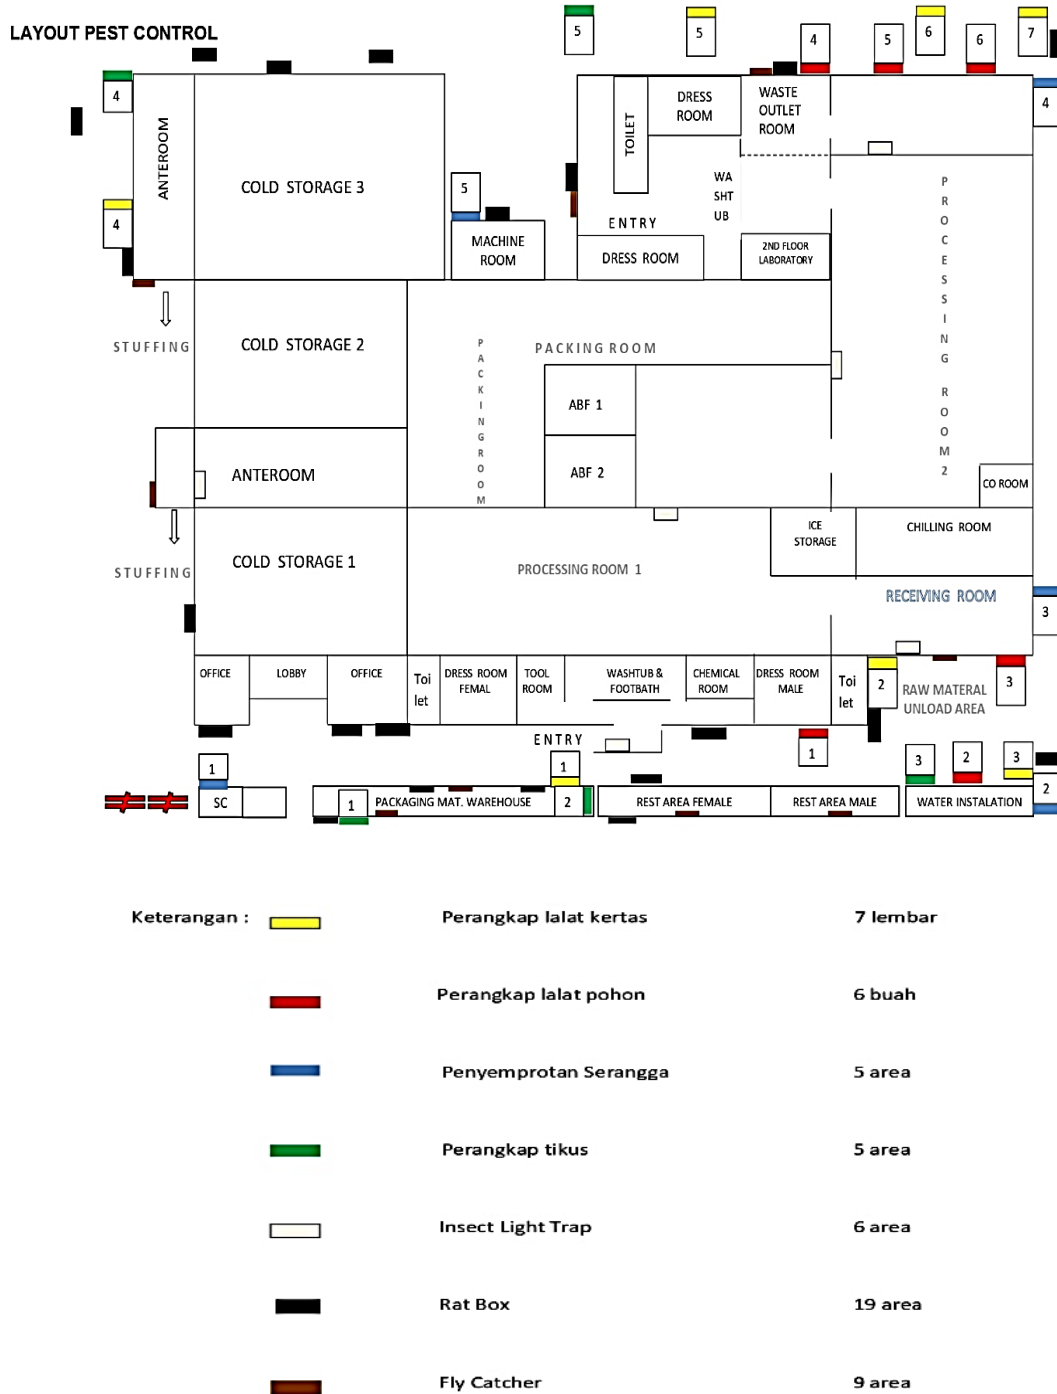 LAYOUT PEST CONTROL
5
5
4
5
6
6
7
4
4
ANTEROOM
COLD STORAGE 3
4
5
MACHINE
ROOM
TOILET
DRESS
ROOM
WASTE
OUTLET
ROOM
WA
SHT
UB
ENTRY
DRESS ROOM
2ND FLOOR
LABORATORY
PROCESSING ROOM2
STUFFING
COLD STORAGE 2
PACKINGROOM
PACKING ROOM
ABF 1
ABF 2
ANTEROOM
CO ROOM
STUFFING
COLD STORAGE 1
PROCESSING ROOM 1
ICE
STORAGE
CHILLING ROOM
RECEIVING ROOM
3
OFFICE
LOBBY
OFFICE
Toi
let
DRESS ROOM
FEMAL
TOOL
ROOM
WASHTUB &
FOOTBATH
CHEMICAL
ROOM
DRESS ROOM
MALE
Toi
let
2
RAW MATERAL
UNLOAD AREA
3
ENTRY
1
1
1
3
2
3
SC
1
PACKAGING MAT. WAREHOUSE
2
REST AREA FEMALE
REST AREA MALE
WATER INSTALATION
2
Keterangan :
Perangkap lalat kertas
7 lembar
Perangkap lalat pohon
6 buah
Penyemprotan Serangga
5 area
Perangkap tikus
5 area
Insect Light Trap
6 area
Rat Box
19 area
Fly Catcher
9 area